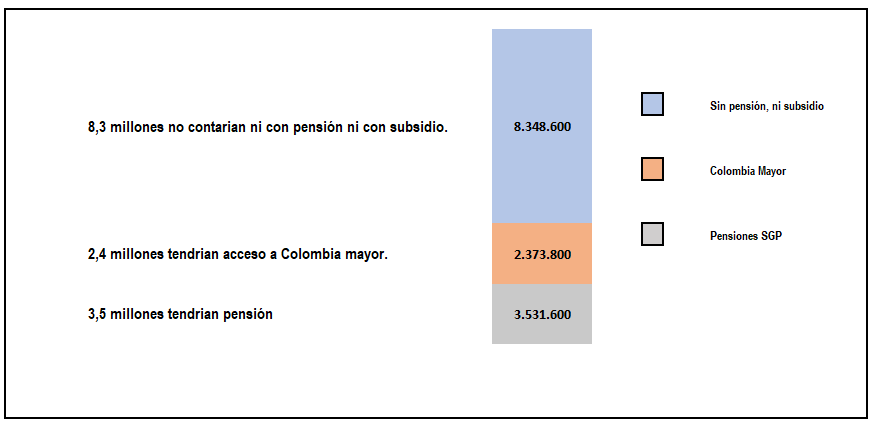 8,3 millones no contarian ni con pensión ni con subsidio.
8.348.600
Sin pensión, ni subsidio
Colombia Mayor
2,4 millones tendrian acceso a Colombia mayor.
2.373.800
Pensiones SGP
3,5 millones tendrian pensión
3.531.600